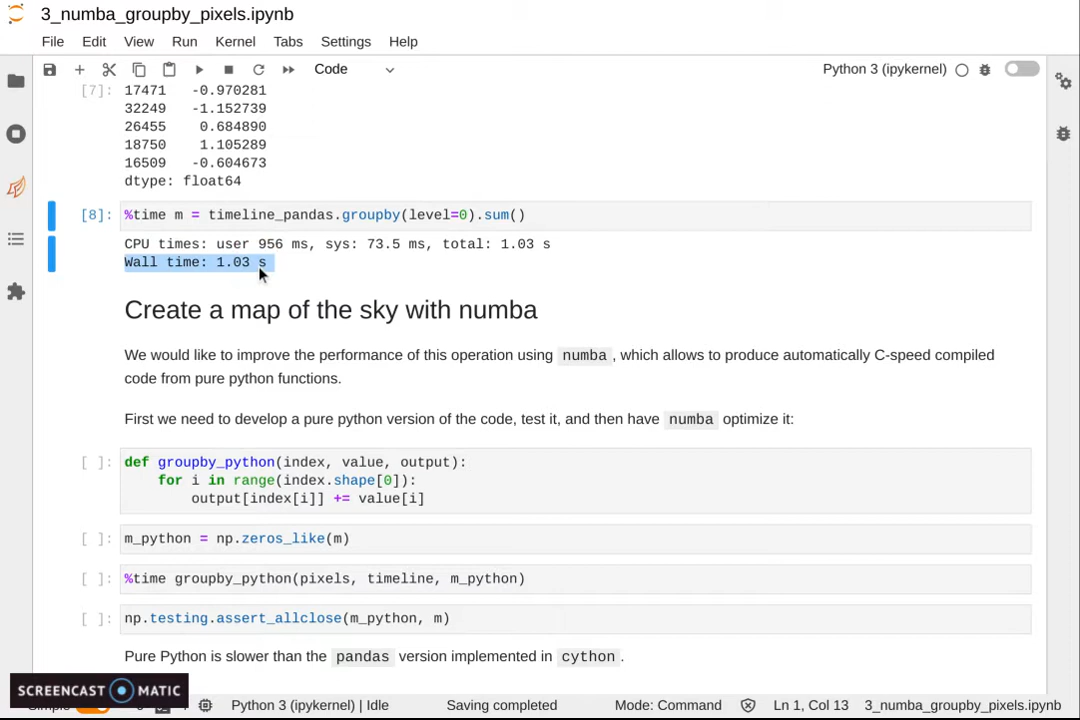 3_numba_groupby_pixels.ipynb
File Edit View Run Kernel Tabs Settings Help
Code Python 3 (ipykernel)
[7]: 17471 -0.970281
32249 -1.152739
26455 0.684890
18750 1.105289
16509 -0.604673
dtype: float64
[8]: %time m = timeline_pandas.groupby(level=0).sum()
CPU times: user 956 ms, sys: 73.5 ms, total: 1.03 s
Wall time: 1.03 s
Create a map of the sky with numba
We would like to improve the performance of this operation using numba, which allows to produce automatically C-speed compiled
code from pure python functions.
First we need to develop a pure python version of the code, test it, and then have numba optimize it:
[ ]: def groupby_python(index, value, output):
for i in range(index.shape[0]):
output[index[i]] += value[i]
[ ]: m_python = np.zeros_like(m)
[ ]: %time groupby_python(pixels, timeline, m_python)
[ ]: np.testing.assert_allclose(m_python, m)
Pure Python is slower than the pandas version implemented in cython.
SCREENCAST MATIC
Python 3 (ipykernel) | Idle Saving completed Mode: Command Ln 1, Col 13 3_numba_groupby_pixels.ipynb